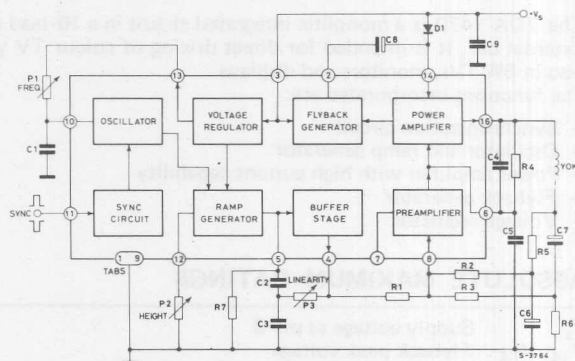 +Vs
D1
C8
C9
P1
FREQ.
13
3
2
14
OSCILLATOR
VOLTAGE
REGULATOR
FLYBACK
GENERATOR
POWER
AMPLIFIER
10
16
C1
C4
R4
YOKE
SYNC
11
SYNC
CIRCUIT
RAMP
GENERATOR
BUFFER
STAGE
PREAMPLIFIER
6
C5
C7
R5
1 9
TABS
12
5
4
7
8
C2
LINEARITY
P3
R1
R2
R3
P2
HEIGHT
R7
C3
C6
R6
S-3764